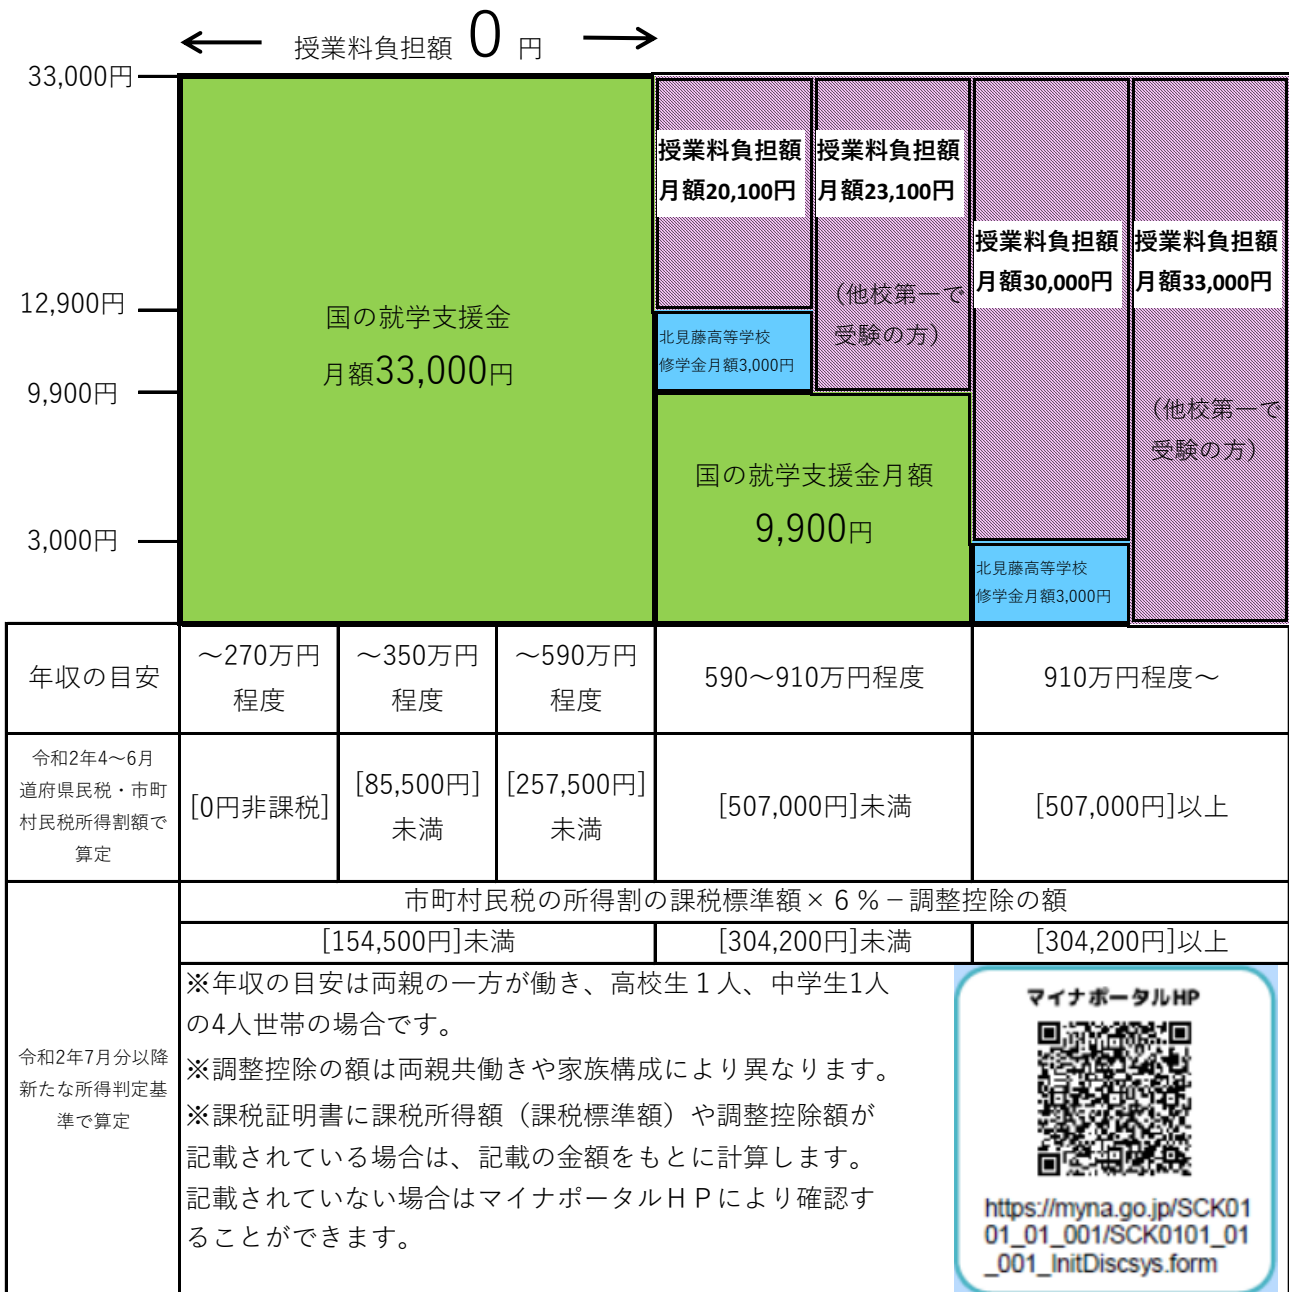 授業料負担額 0 円
33,000円
12,900円
9,900円
3,000円
国の就学支援金
月額33,000円
授業料負担額
月額20,100円
北見藤高等学校
修学金月額3,000円
授業料負担額
月額23,100円
（他校第一で
受験の方）
国の就学支援金月額
9,900円
授業料負担額
月額30,000円
北見藤高等学校
修学金月額3,000円
授業料負担額
月額33,000円
（他校第一で
受験の方）
年収の目安
～270万円
程度
～350万円
程度
～590万円
程度
590～910万円程度
910万円程度～
令和2年4～6月
道府県民税・市町
村民税所得割額で
算定
[0円非課税]
[85,500円]
未満
[257,500円]
未満
[507,000円]未満
[507,000円]以上
令和2年7月分以降
新たな所得判定基
準で算定
市町村民税の所得割の課税標準額×６％－調整控除の額
[154,500円]未満
[304,200円]未満
[304,200円]以上
※年収の目安は両親の一方が働き、高校生１人、中学生1人
の4人世帯の場合です。
※調整控除の額は両親共働きや家族構成により異なります。
※課税証明書に課税所得額（課税標準額）や調整控除額が
記載されている場合は、記載の金額をもとに計算します。
記載されていない場合はマイナポータルＨＰにより確認す
ることができます。
マイナポータルHP
https://myna.go.jp/SCK01
01_01_001/SCK0101_01
_001_InitDiscsys.form